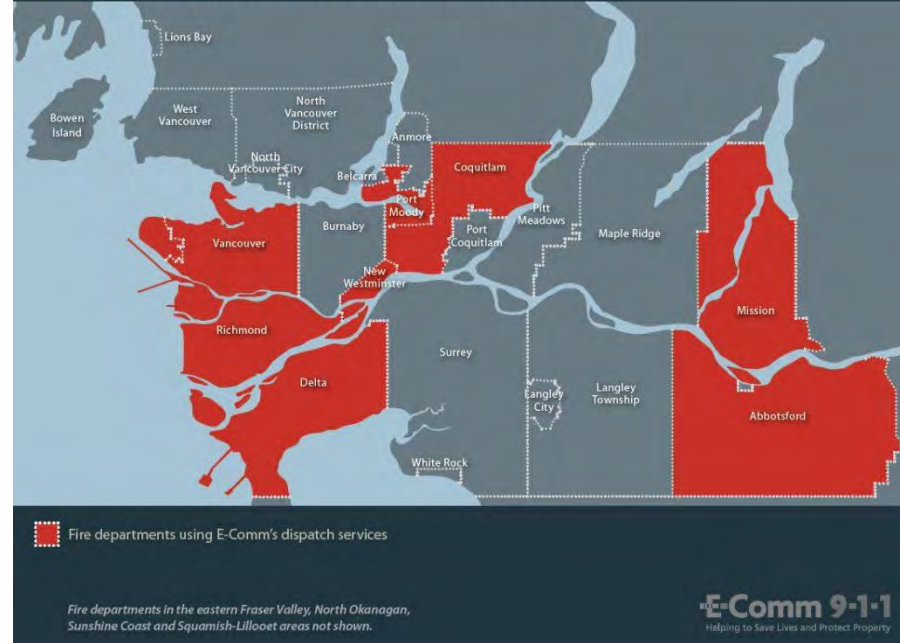 Lions Bay
Bowen
Island
West
Vancouver
North
Vancouver
District
North
Vancouver City
Anmore
Belcarra
Port
Moody
Coquitlam
Port
Coquitlam
Pitt
Meadows
Maple Ridge
Vancouver
Burnaby
New
Westminster
Richmond
Delta
Surrey
Langley
City
Langley
Township
White Rock
Mission
Abbotsford
Fire departments using E-Comm's dispatch services
Fire departments in the eastern Fraser Valley, North Okanagan,
Sunshine Coast and Squamish-Lillooet areas not shown.
E-Comm 9-1-1
Helping to Save Lives and Protect Property